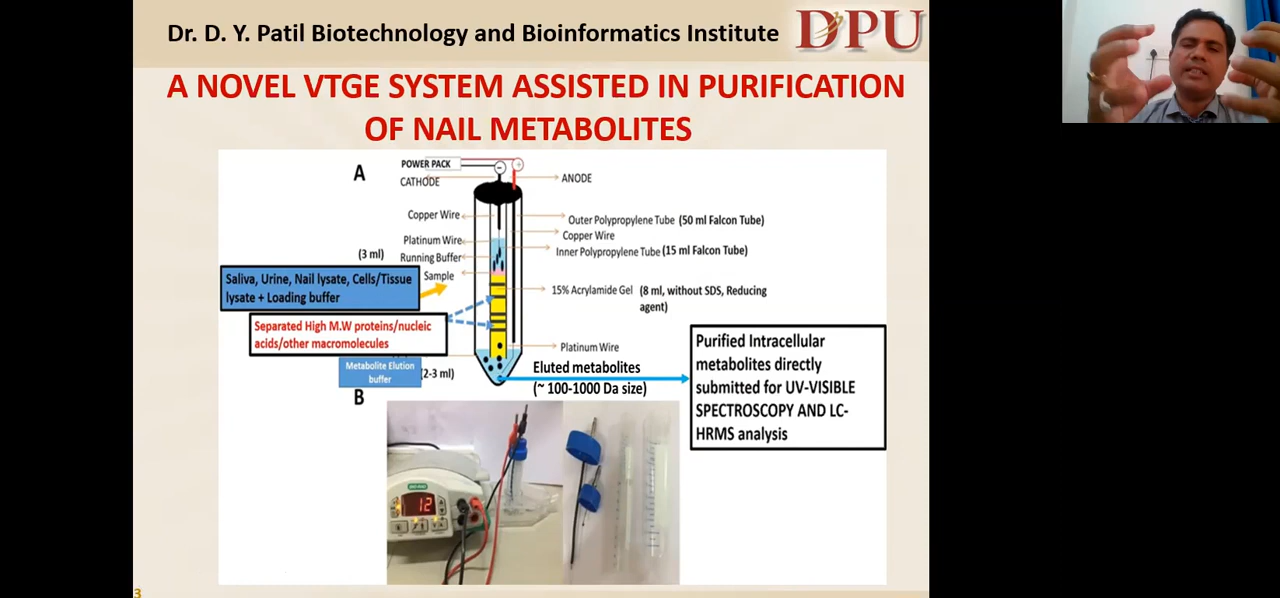 Dr. D. Y. Patil Biotechnology and Bioinformatics Institute
DPU
A NOVEL VTGE SYSTEM ASSISTED IN PURIFICATION
OF NAIL METABOLITES
A
POWER PACK
−
+
CATHODE
ANODE
Copper Wire
Outer Polypropylene Tube (50 ml Falcon Tube)
Copper Wire
Platinum Wire
Inner Polypropylene Tube (15 ml Falcon Tube)
(3 ml)
Running Buffer
Sample
Saliva, Urine, Nail lysate, Cells/Tissue
lysate + Loading buffer
15% Acrylamide Gel (8 ml, without SDS, Reducing
agent)
Separated High M.W proteins/nucleic
acids/other macromolecules
Platinum Wire
Metabolite Elution
buffer
(2-3 ml)
Eluted metabolites
(~ 100-1000 Da size)
Purified Intracellular
metabolites directly
submitted for UV-VISIBLE
SPECTROSCOPY AND LC-
HRMS analysis
B
12
3